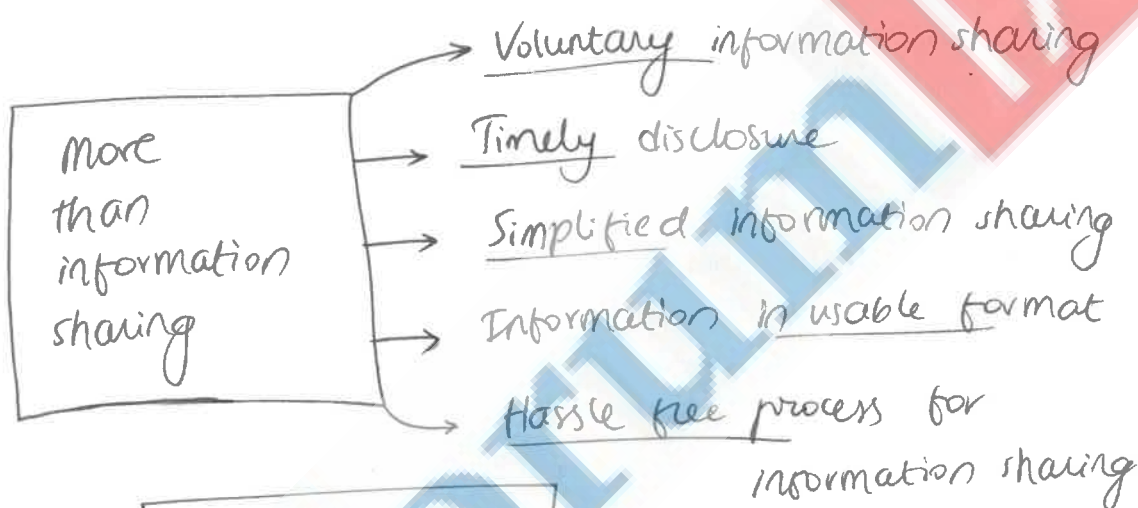 more
than
information
sharing
Voluntary information sharing
Timely disclosure
Simplified information sharing
Information in usable format
Hassle free process for
information sharing
rum